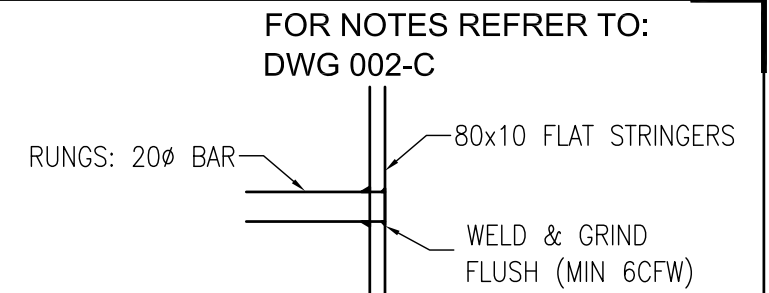 FOR NOTES REFRER TO:
DWG 002-C
80x10 FLAT STRINGERS
RUNGS: 20ø BAR
WELD & GRIND
FLUSH (MIN 6CFW)